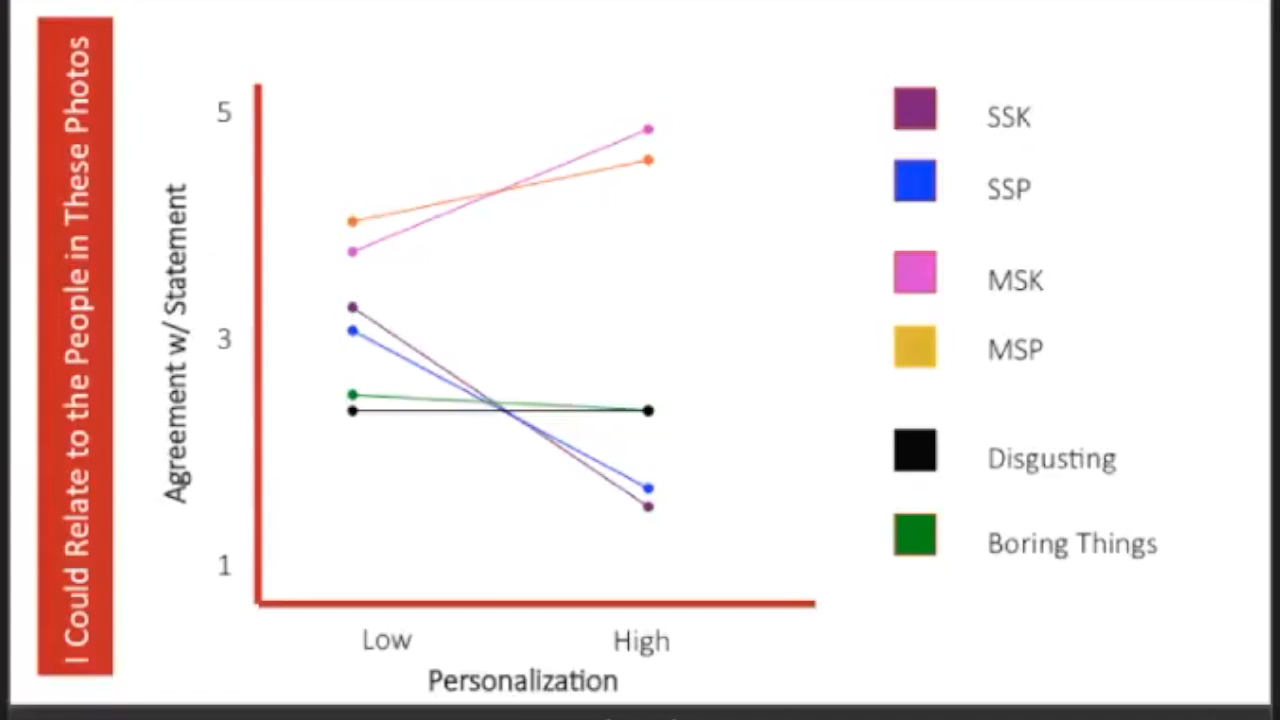 I Could Relate to the People in These Photos
Agreement w/ Statement
5
3
1
Low
High
Personalization
SSK
SSP
MSK
MSP
Disgusting
Boring Things